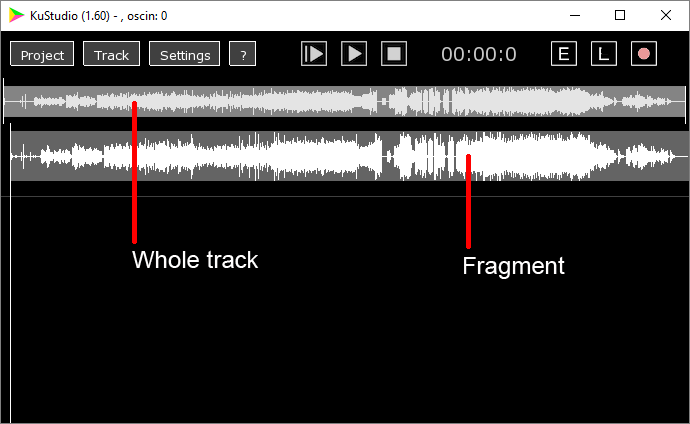 KuStudio (1.60) - , oscin: 0
Project Track Settings ? 00:00:0 E L
Whole track
Fragment